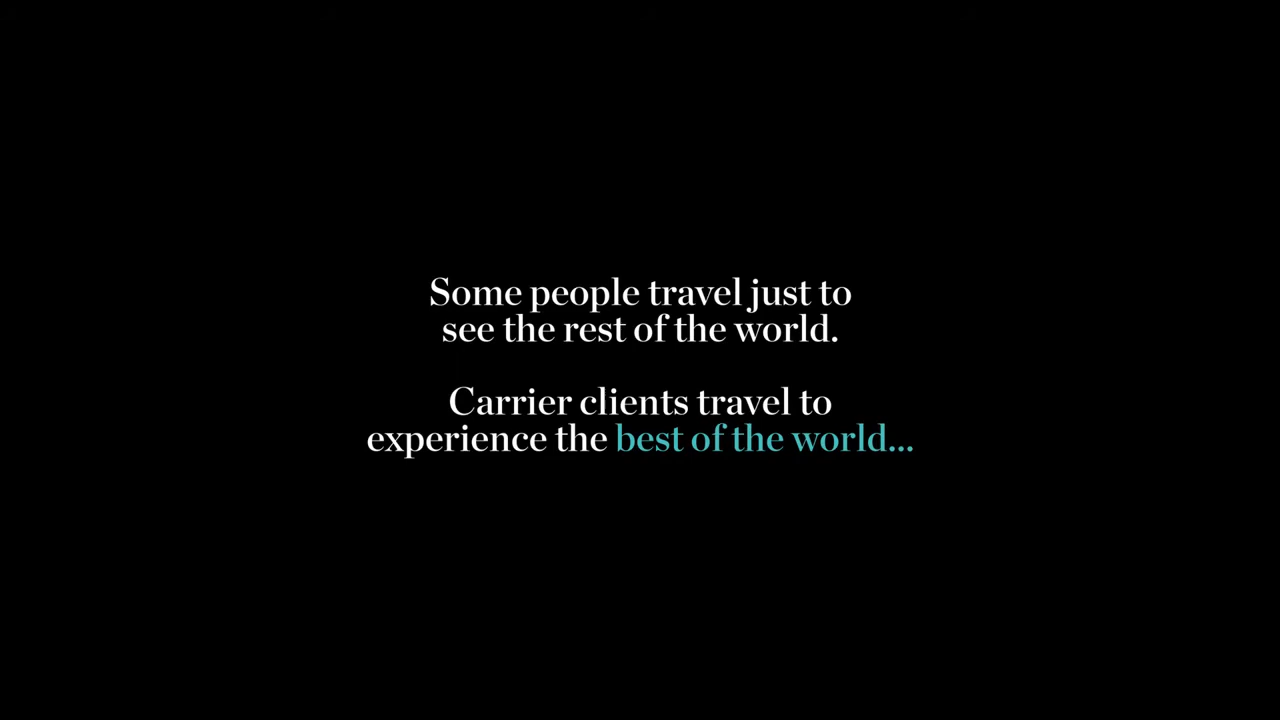 Some people travel just to
see the rest of the world.
Carrier clients travel to
experience the best of the world...